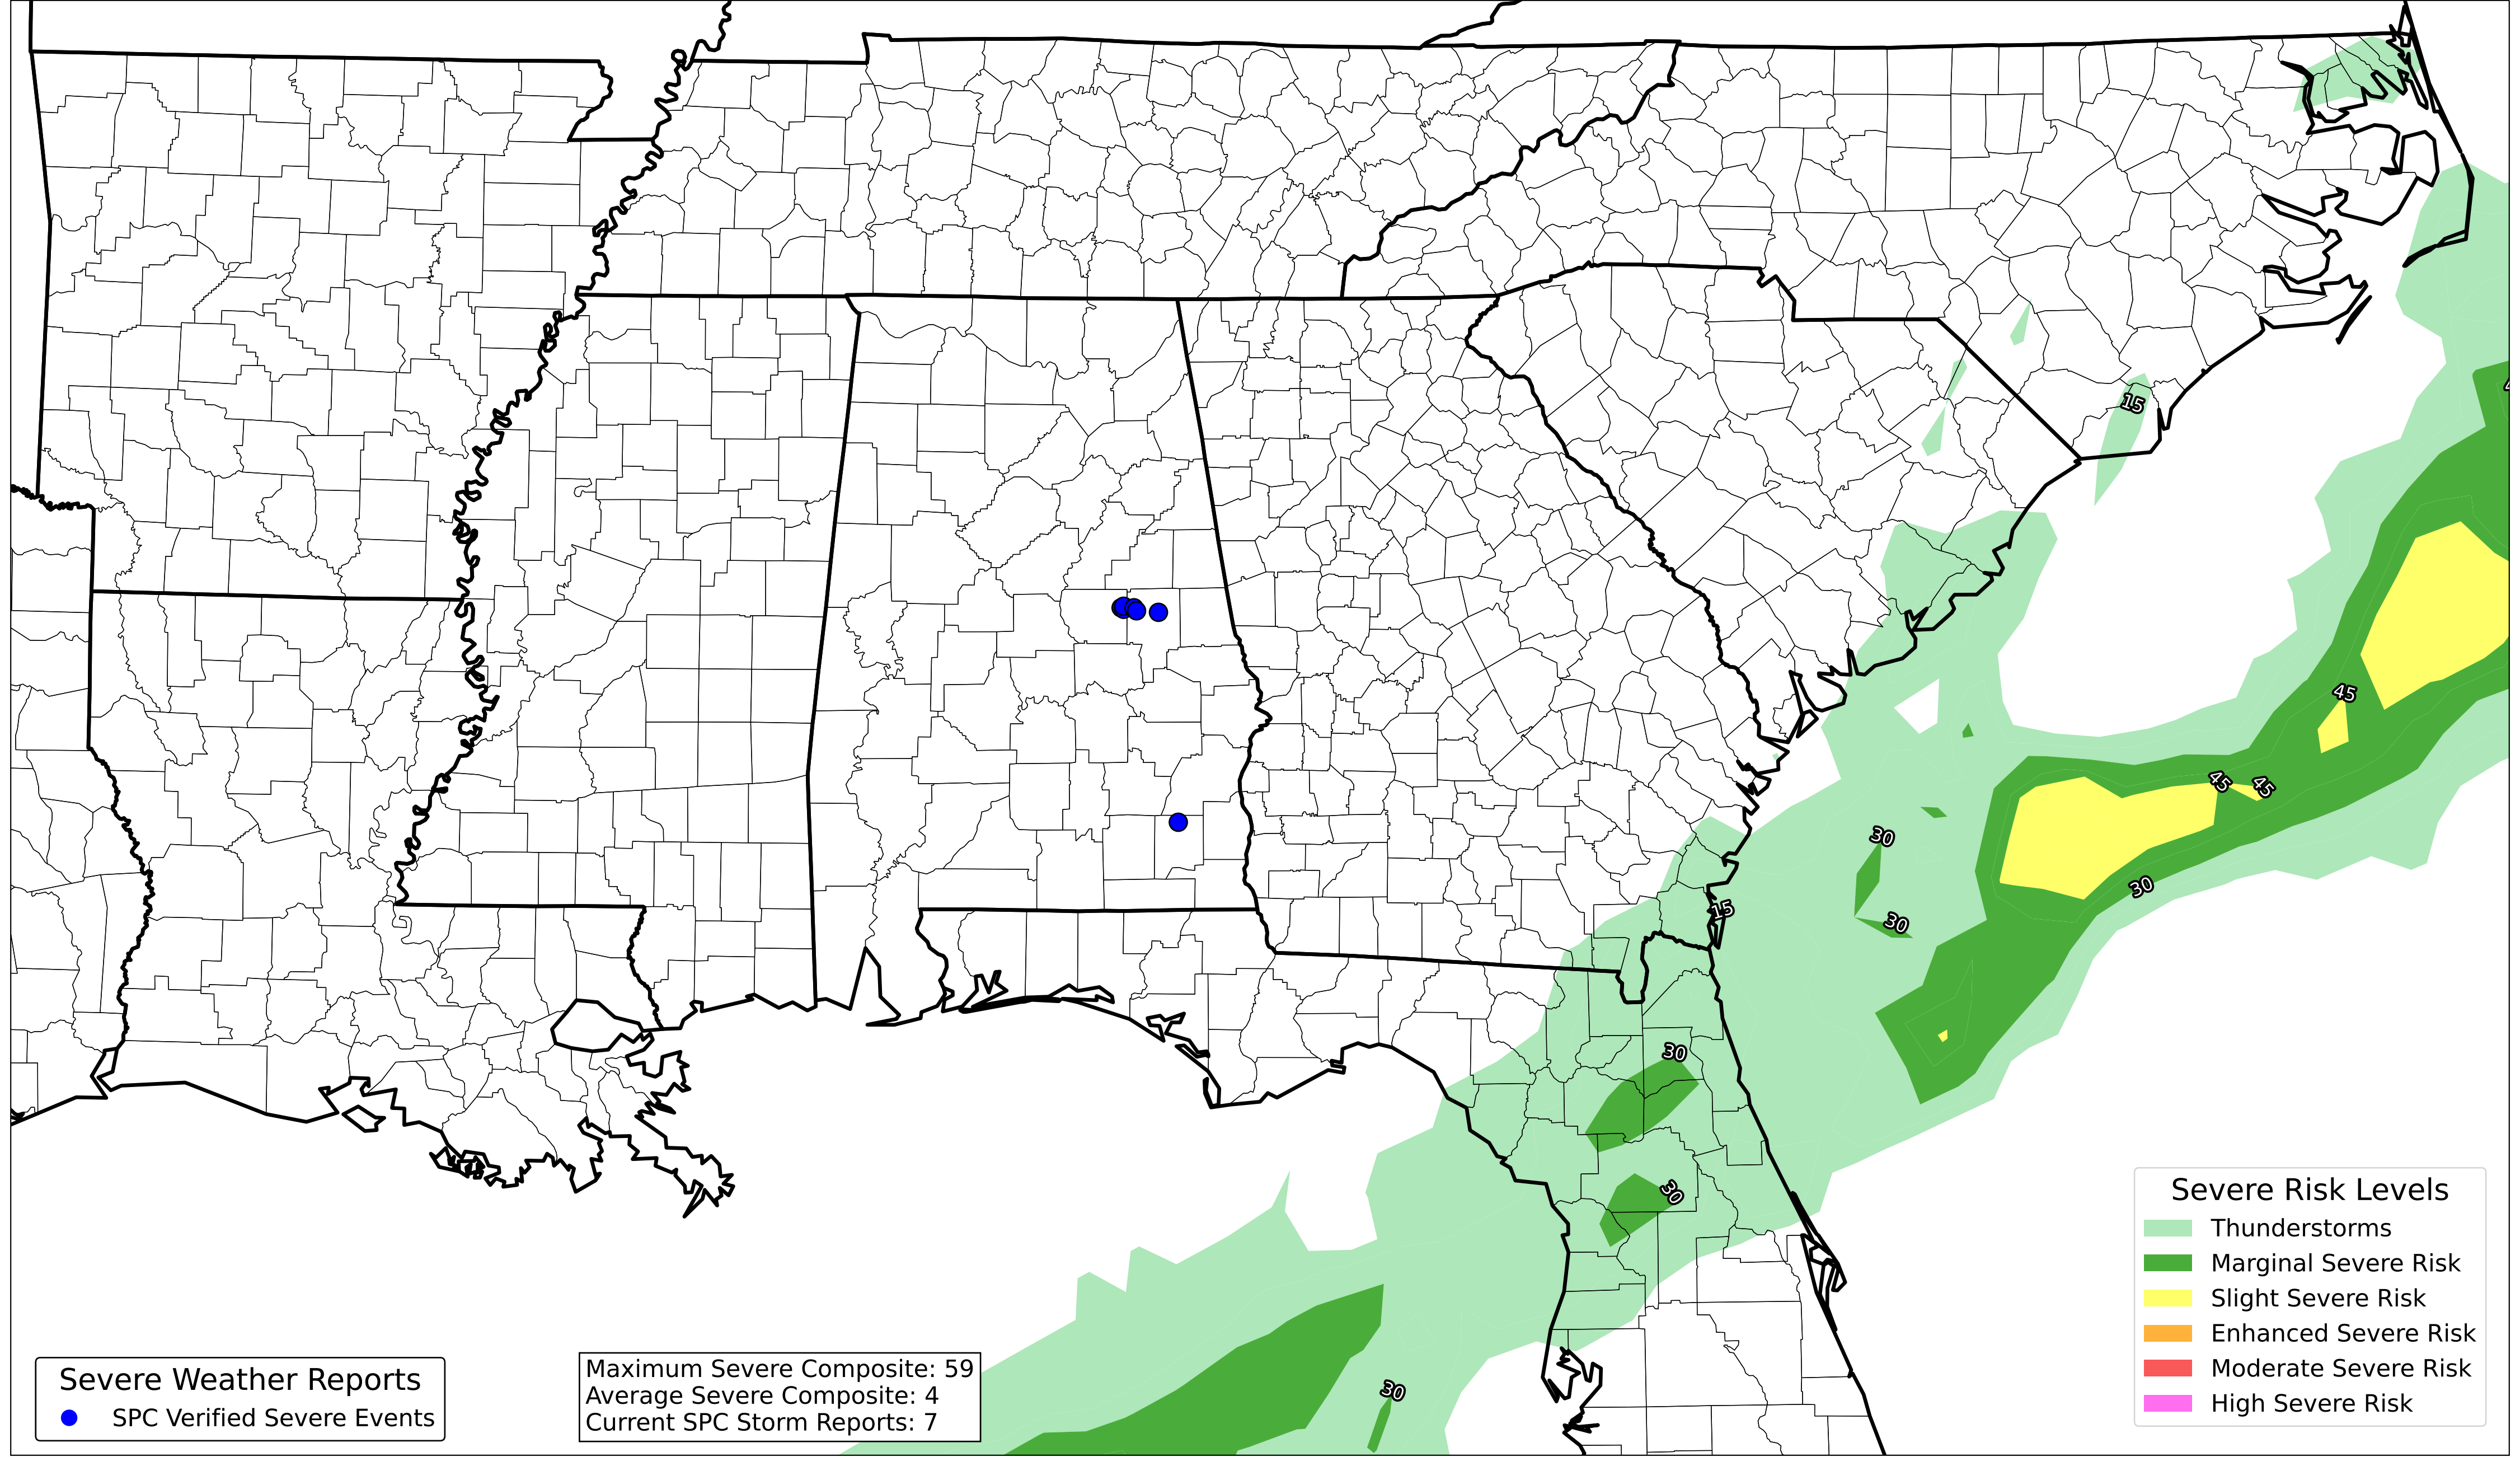 15
45
45
45
30
30
30
15
30
30
30
Severe Risk Levels
Thunderstorms
Marginal Severe Risk
Slight Severe Risk
Enhanced Severe Risk
Moderate Severe Risk
High Severe Risk
Severe Weather Reports
SPC Verified Severe Events
Maximum Severe Composite: 59
Average Severe Composite: 4
Current SPC Storm Reports: 7